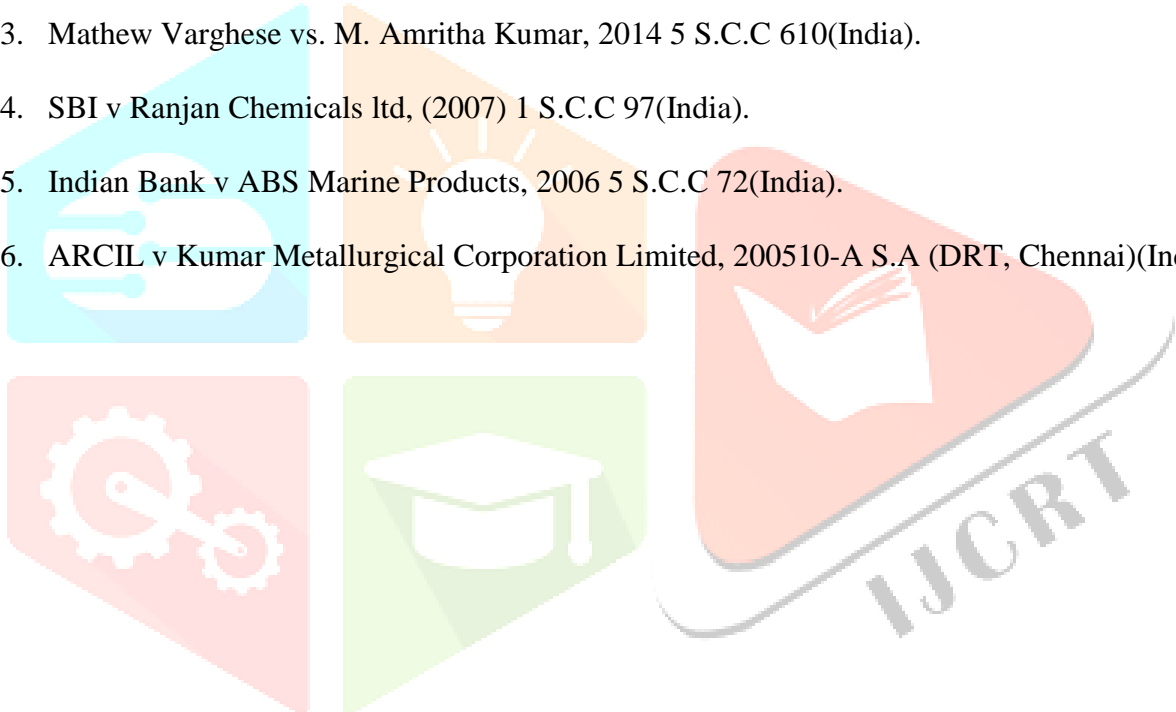 3. Mathew Varghese vs. M. Amritha Kumar, 2014 5 S.C.C 610(India).
4. SBI v Ranjan Chemicals ltd, (2007) 1 S.C.C 97(India).
5. Indian Bank v ABS Marine Products, 2006 5 S.C.C 72(India).
6. ARCIL v Kumar Metallurgical Corporation Limited, 200510-A S.A (DRT, Chennai)(In
IJCRT